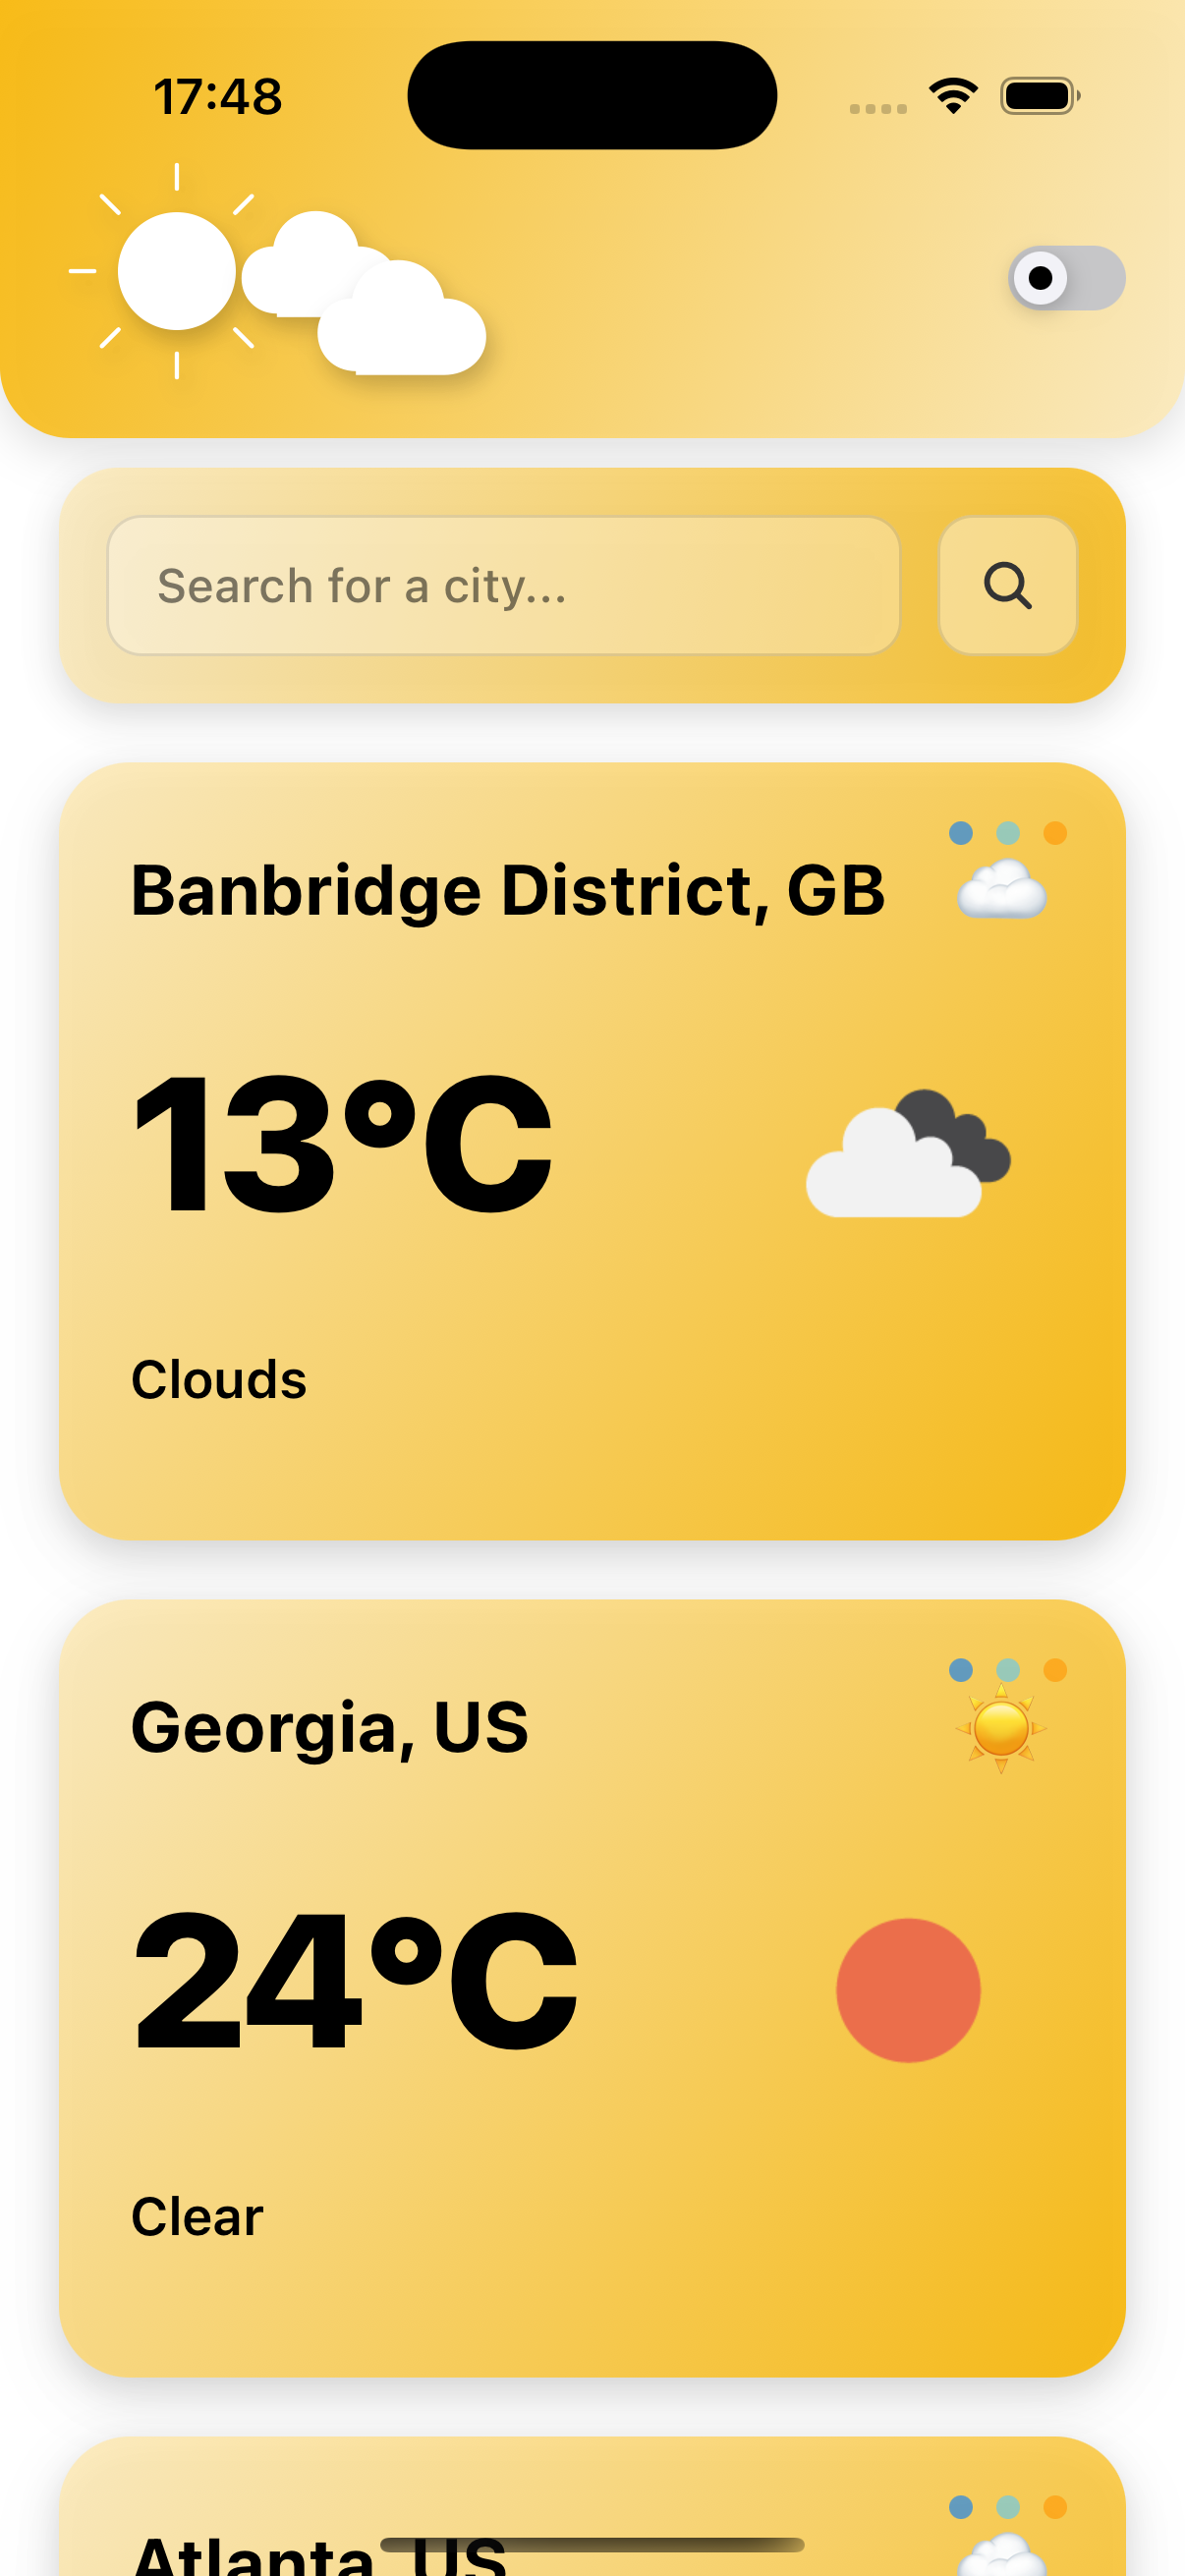 17:48
Search for a city...
Banbridge District, GB
13°C
Clouds
Georgia, US
24°C
Clear
Atlanta, US